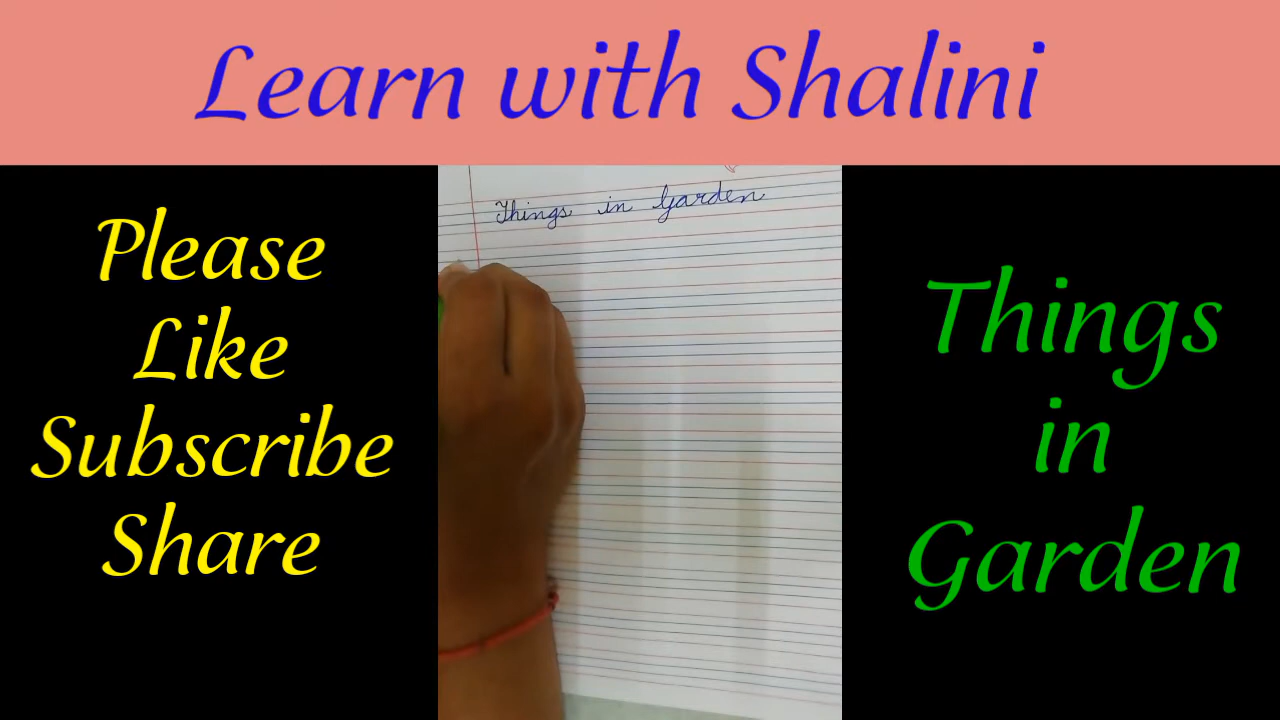 Learn with Shalini
Please
Like
Subscribe
Share
Things in Garden
Things
in
Garden